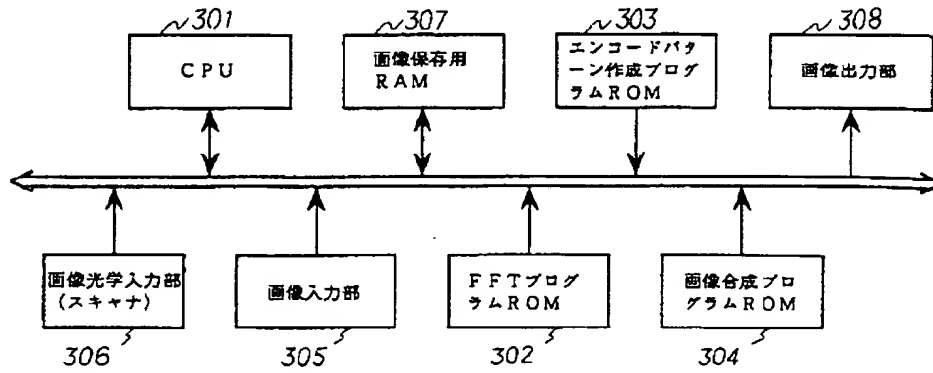 301
307
303
308
CPU
画像保存用
RAM
エンコードパタ
ーン作成プログ
ラムROM
画像出力部
画像光学入力部
(スキャナ)
画像入力部
FFTプログ
ラムROM
画像合成プロ
グラムROM
306
305
302
304